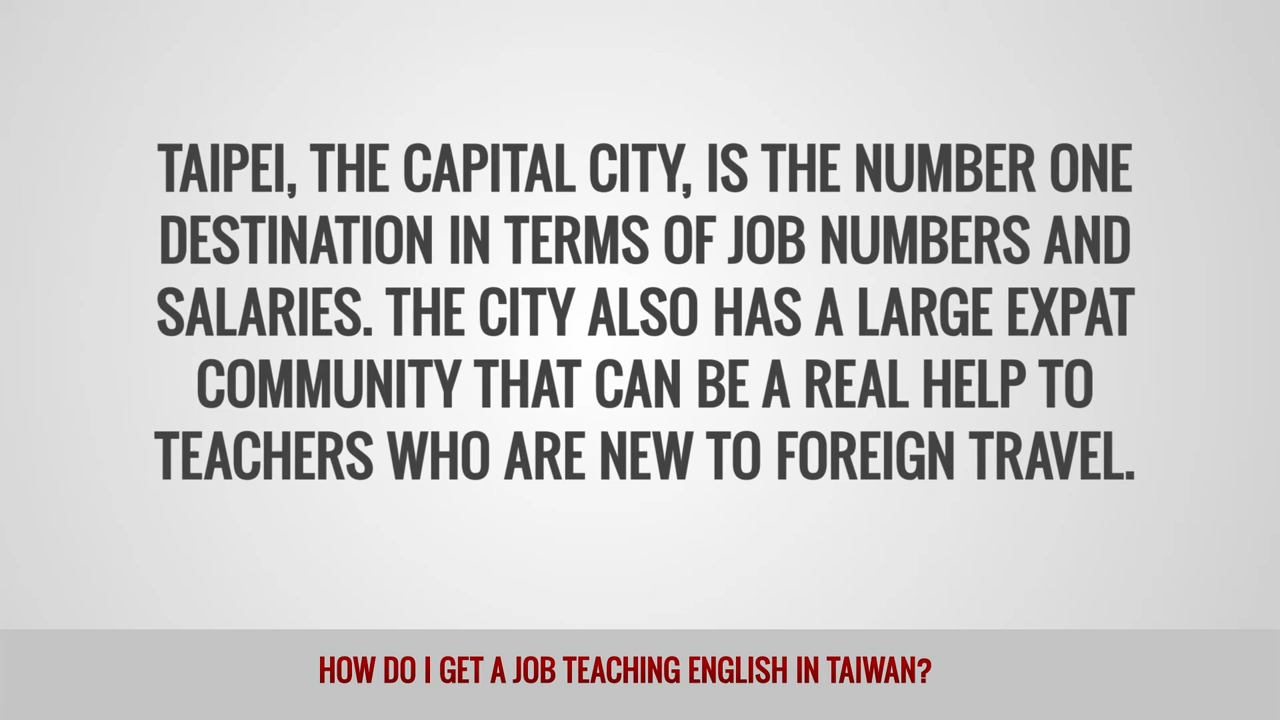 TAIPEI, THE CAPITAL CITY, IS THE NUMBER ONE
DESTINATION IN TERMS OF JOB NUMBERS AND
SALARIES. THE CITY ALSO HAS A LARGE EXPAT
COMMUNITY THAT CAN BE A REAL HELP TO
TEACHERS WHO ARE NEW TO FOREIGN TRAVEL.
HOW DO I GET A JOB TEACHING ENGLISH IN TAIWAN?